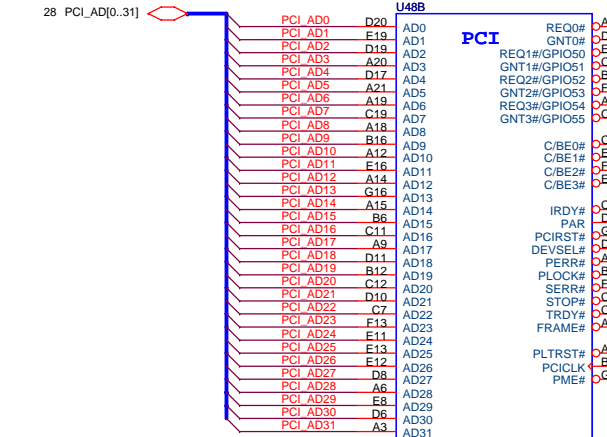 28 PCI_AD[0..31]
U48B
PCI
PCI_AD0 D20 AD0
PCI_AD1 E19 AD1
PCI_AD2 D19 AD2
PCI_AD3 A20 AD3
PCI_AD4 D17 AD4
PCI_AD5 A21 AD5
PCI_AD6 A19 AD6
PCI_AD7 C19 AD7
PCI_AD8 A18 AD8
PCI_AD9 B16 AD9
PCI_AD10 A12 AD10
PCI_AD11 E16 AD11
PCI_AD12 A14 AD12
PCI_AD13 G16 AD13
PCI_AD14 A15 AD14
PCI_AD15 B6 AD15
PCI_AD16 C11 AD16
PCI_AD17 A9 AD17
PCI_AD18 D11 AD18
PCI_AD19 B12 AD19
PCI_AD20 C12 AD20
PCI_AD21 D10 AD21
PCI_AD22 C7 AD22
PCI_AD23 F13 AD23
PCI_AD24 E11 AD24
PCI_AD25 E13 AD25
PCI_AD26 E12 AD26
PCI_AD27 D8 AD27
PCI_AD28 A6 AD28
PCI_AD29 E8 AD29
PCI_AD30 D6 AD30
PCI_AD31 A3 AD31
REQ0#
GNT0#
REQ1#/GPIO50
GNT1#/GPIO51
REQ2#/GPIO52
GNT2#/GPIO53
REQ3#/GPIO54
GNT3#/GPIO55
C/BE0#
C/BE1#
C/BE2#
C/BE3#
IRDY#
PAR
PCIRST#
DEVSEL#
PERR#
PLOCK#
SERR#
STOP#
TRDY#
FRAME#
PLTRST#
PCICLK
PME#